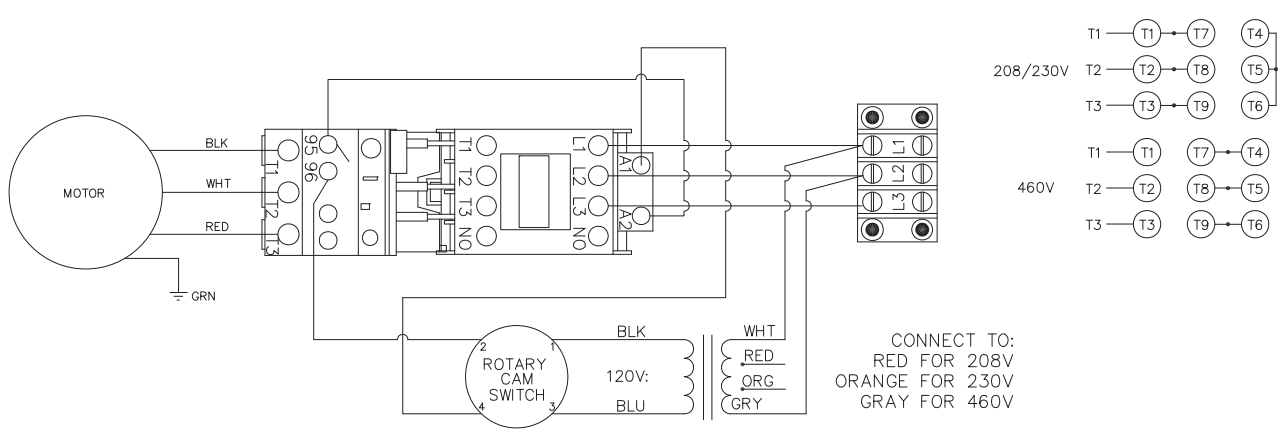 MOTOR
BLK
WHT
RED
GRN
T1
T2
T3
95
96
T1
T2
T3
NO
L1
L2
L3
NO
A1
A2
L1
L2
L3
208/230V
T1 T1 T7 T4
T2 T2 T8 T5
T3 T3 T9 T6
460V
T1 T1 T7 T4
T2 T2 T8 T5
T3 T3 T9 T6
2 1
ROTARY
CAM
SWITCH
4 3
BLK
120V:
BLU
WHT
RED
ORG
GRY
CONNECT TO:
RED FOR 208V
ORANGE FOR 230V
GRAY FOR 460V